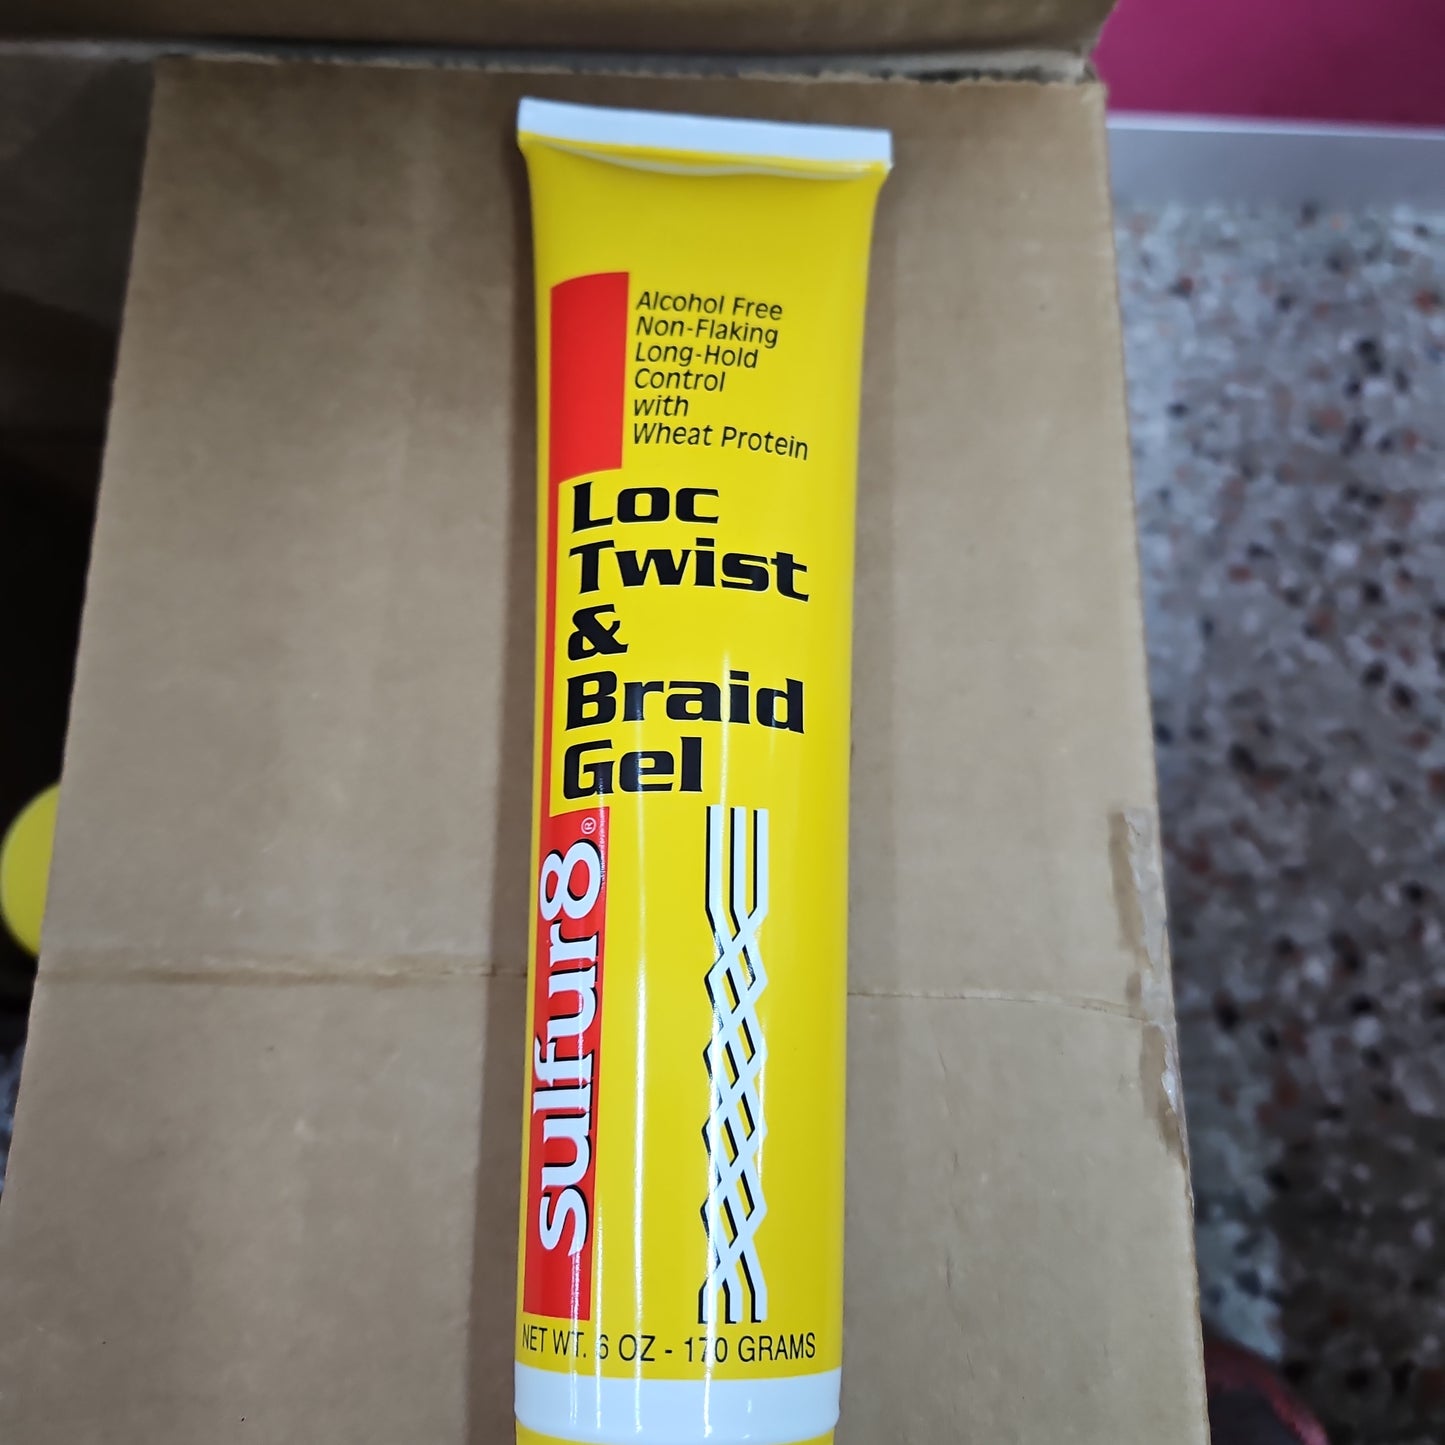 Alcohol Free
Non-Flaking
Long-Hold
Control
with
Wheat Protein
Loc
Twist
&
Braid
Gel
sulfur8®
NET WT. 6 OZ - 170 GRAMS